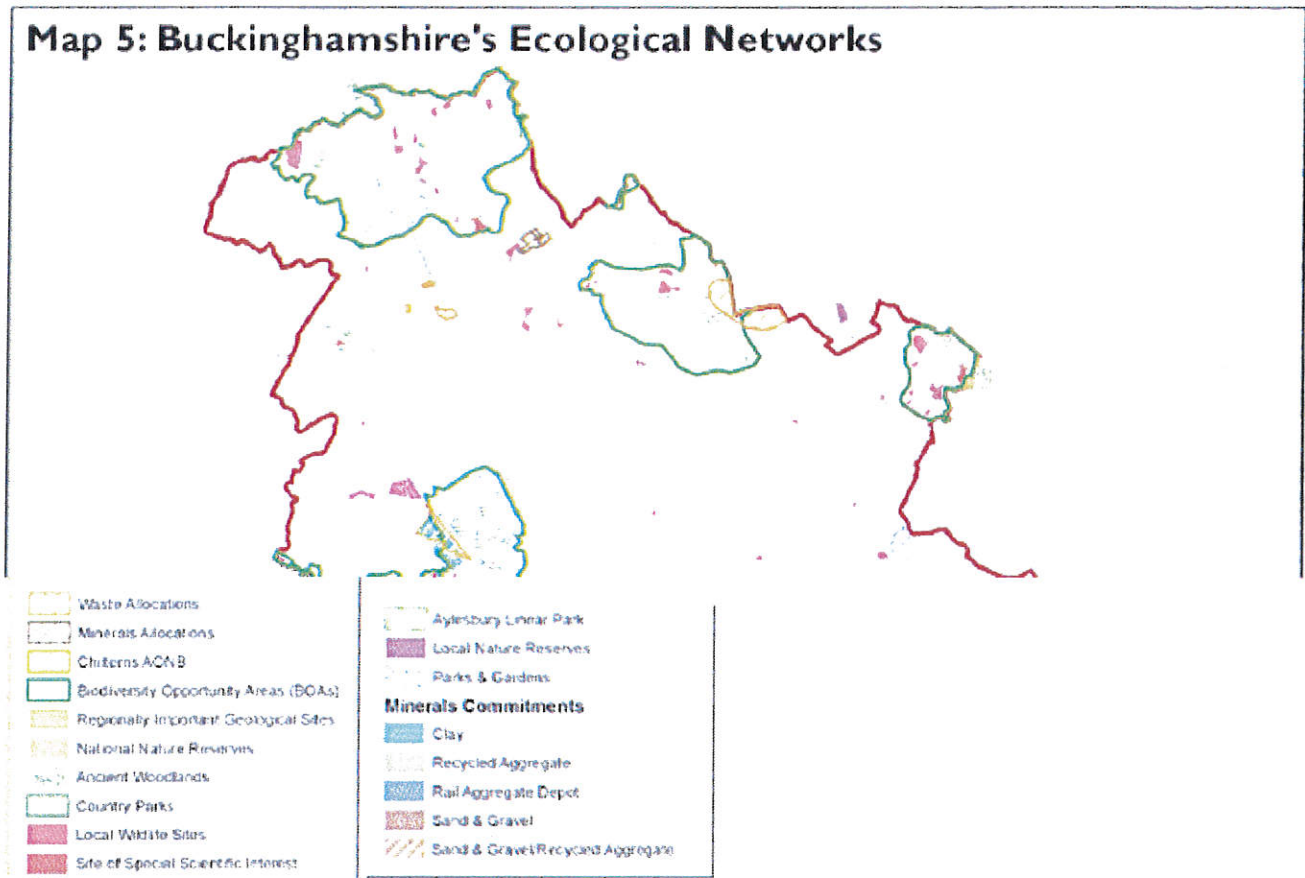 Map 5: Buckinghamshire's Ecological Networks
Waste Allocations
Minerals Allocations
Chilterns AONB
Biodiversity Opportunity Areas (BOAs)
Regionally Important Geological Sites
National Nature Reserves
Ancient Woodlands
Country Parks
Local Wildlife Sites
Site of Special Scientific Interest
Aylesbury Linear Park
Local Nature Reserves
Parks & Gardens
Minerals Commitments
Clay
Recycled Aggregate
Rail Aggregate Depot
Sand & Gravel
Sand & Gravel/Recycled Aggregate